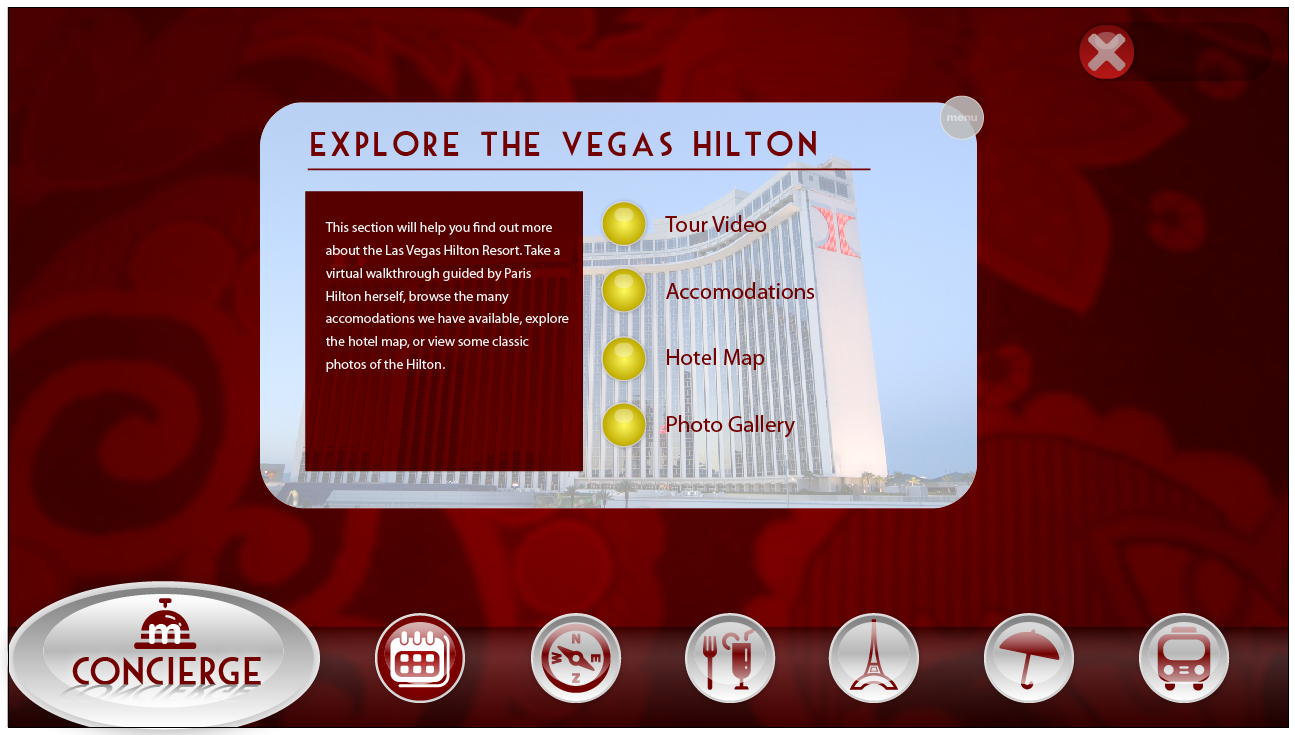 menu
EXPLORE THE VEGAS HILTON
This section will help you find out more
about the Las Vegas Hilton Resort. Take a
virtual walkthrough guided by Paris
Hilton herself, browse the many
accomodations we have available, explore
the hotel map, or view some classic
photos of the Hilton.
Tour Video
Accomodations
Hotel Map
Photo Gallery
m
CONCIERGE
N
W E
S